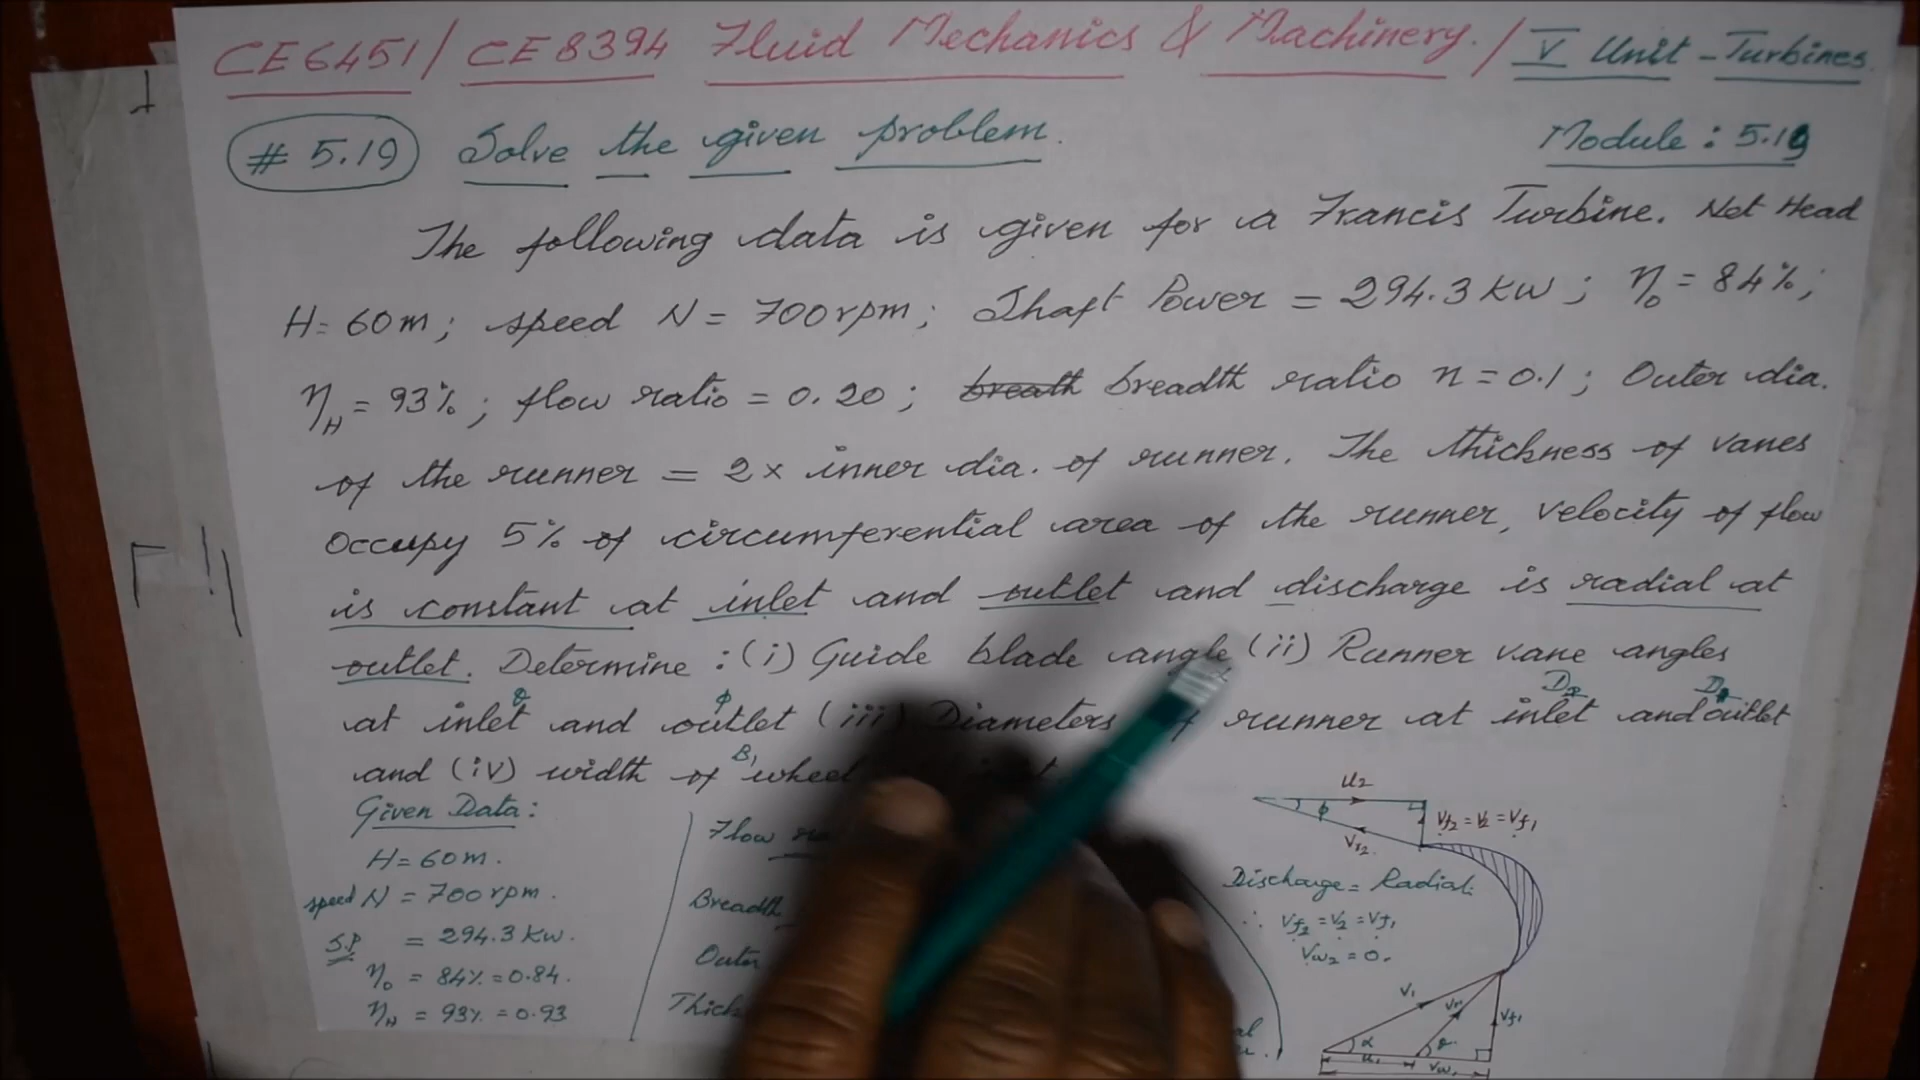 CE6451/ CE8394 Fluid Mechanics & Machinery. / V Unit - Turbines.
# 5.19 Solve the given problem. Module : 5.19
The following data is given for a Francis Turbine. Net Head
H = 60m; speed N = 700rpm; Shaft Power = 294.3 KW; ηo = 84%;
ηH = 93%; flow ratio = 0.20; breath breadth ratio n = 0.1; Outer dia.
of the runner = 2 x inner dia. of runner. The thickness of vanes
occupy 5% of circumferential area of the runner, velocity of flow
is constant at inlet and outlet and discharge is radial at
outlet. Determine : (i) Guide blade angle (ii) Runner vane angles
at inlet and outlet (iii) Diameters runner at inlet and outlet
θ ϕ
and (iv) width of wheel
B1
Given Data:
H = 60m.
speed N = 700 rpm.
S.P = 294.3 KW.
ηo = 84% = 0.84.
ηH = 93% = 0.93
Flow
Breadth
Outer
Thick
u2
ϕ
Vf2 = V2 = Vf1
Vr2
Discharge = Radial.
∴ Vf2 = V2 = Vf1
Vw2 = 0.
V1 Vr1 Vf1
α θ
u1
Vw1